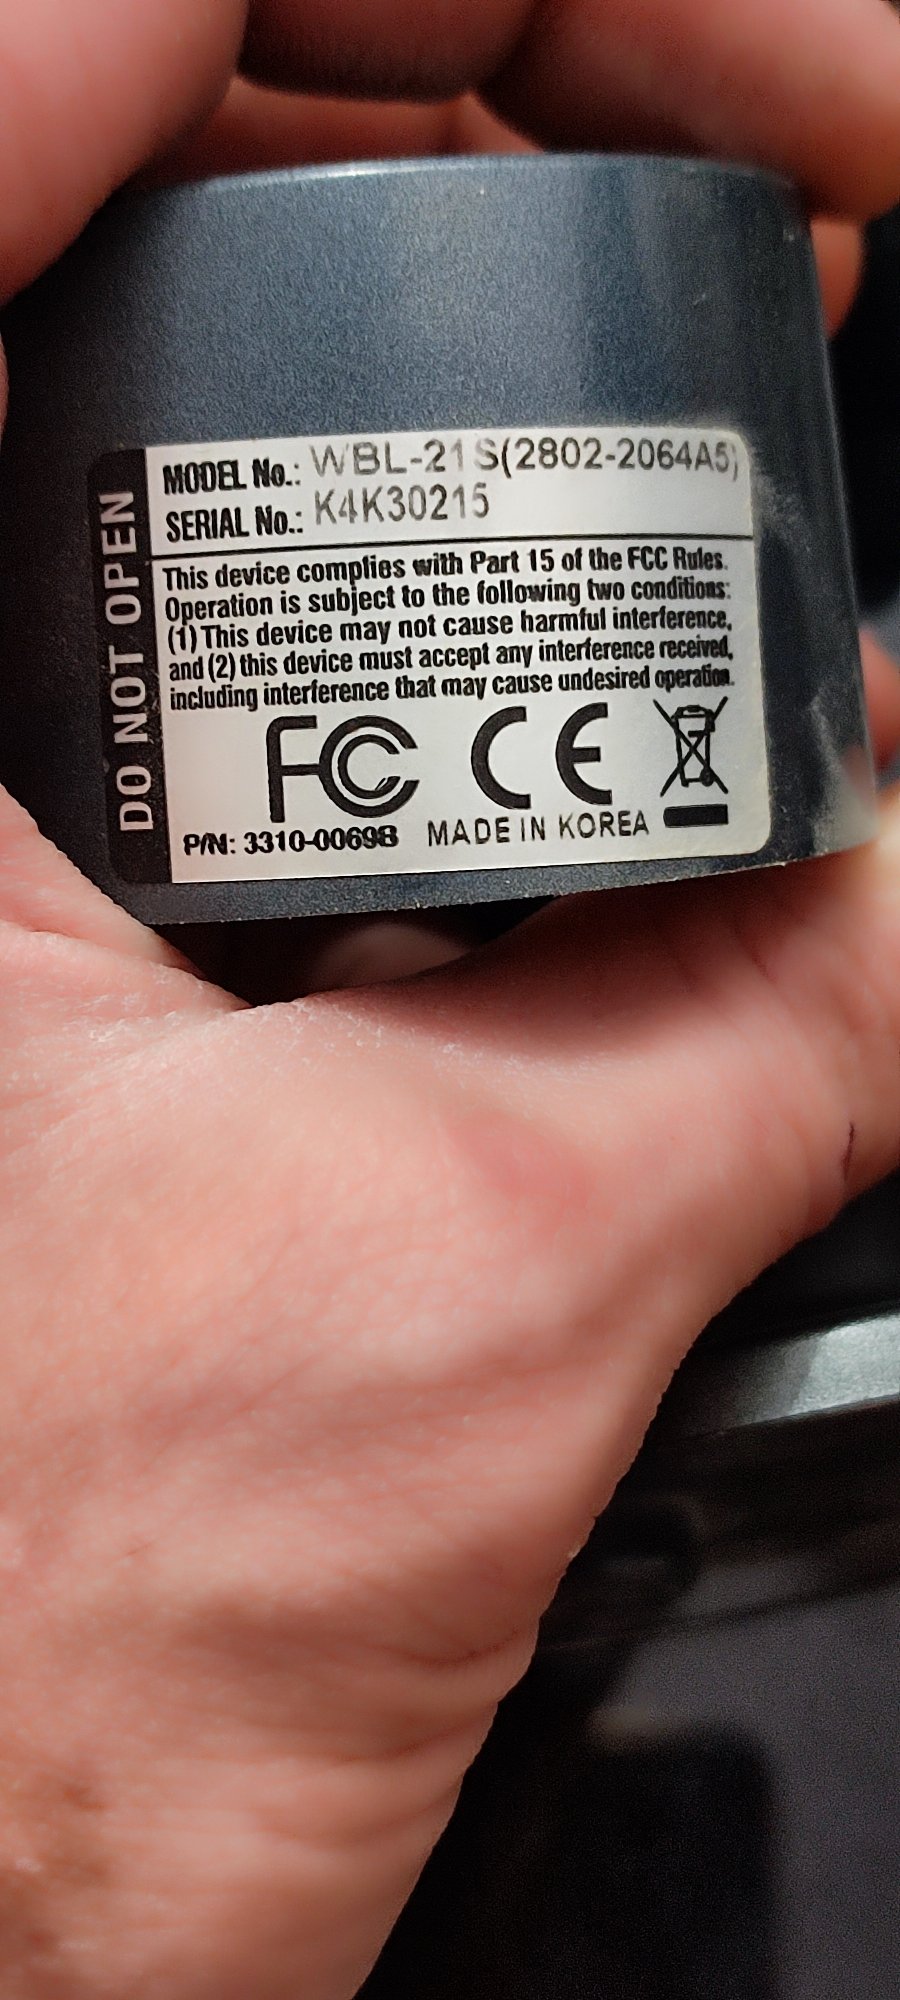 DO NOT OPEN
MODEL No.: WBL-21S(2802-2064A5)
SERIAL No.: K4K30215
This device complies with Part 15 of the FCC Rules.
Operation is subject to the following two conditions:
(1) This device may not cause harmful interference,
and (2) this device must accept any interference received,
including interference that may cause undesired operation.
FC CE
P/N: 3310-0069B MADE IN KOREA